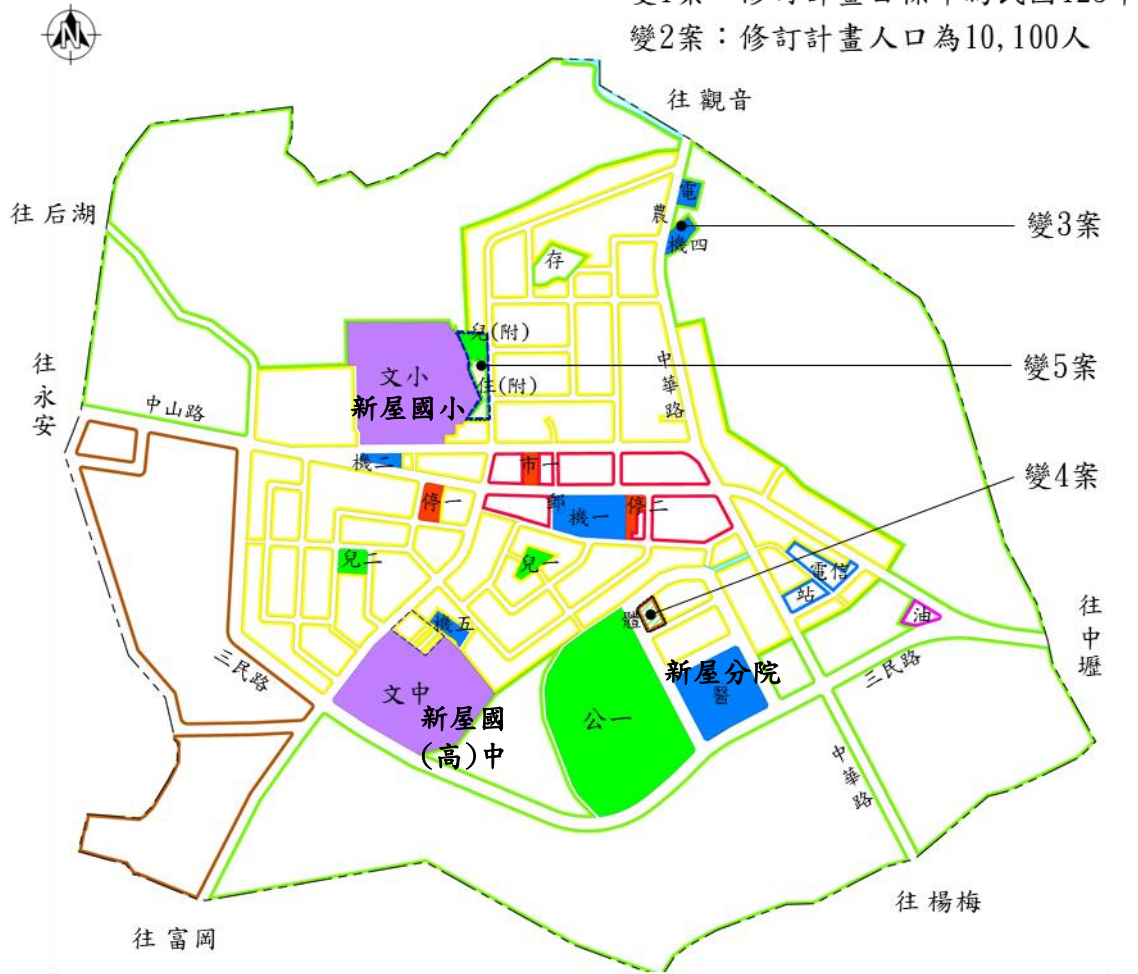 變2案：修訂計畫人口為10,100人
N
往觀音
往后湖
電
農
機四
變3案
存
兒(附)
往永安
中華路
變5案
文小
住(附)
新屋國小
中山路
機二
市一
變4案
停一
郵
機一
停二
兒二
兒一
電信
站
體
油
往中壢
機五
三民路
新屋分院
醫
三民路
文中
公一
新屋國
(高)中
中華路
往楊梅
往富岡